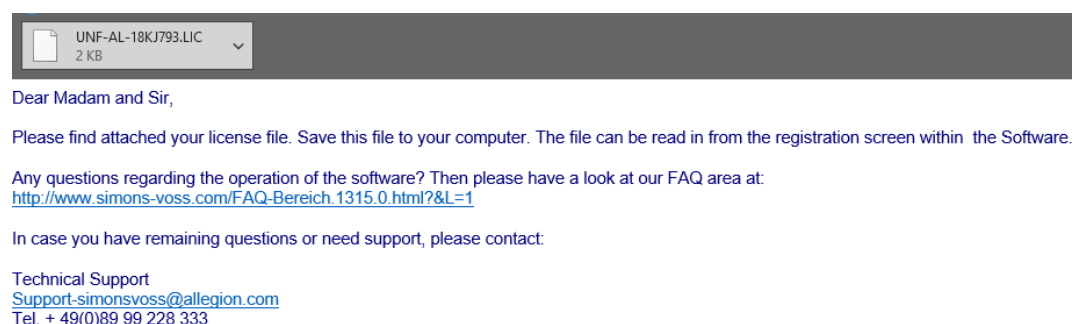 UNF-AL-18KJ793.LIC
2 KB
Dear Madam and Sir,
Please find attached your license file. Save this file to your computer. The file can be read in from the registration screen within  the Software.
Any questions regarding the operation of the software? Then please have a look at our FAQ area at:
http://www.simons-voss.com/FAQ-Bereich.1315.0.html?&L=1
In case you have remaining questions or need support, please contact:
Technical Support
Support-simonsvoss@allegion.com
Tel. + 49(0)89 99 228 333